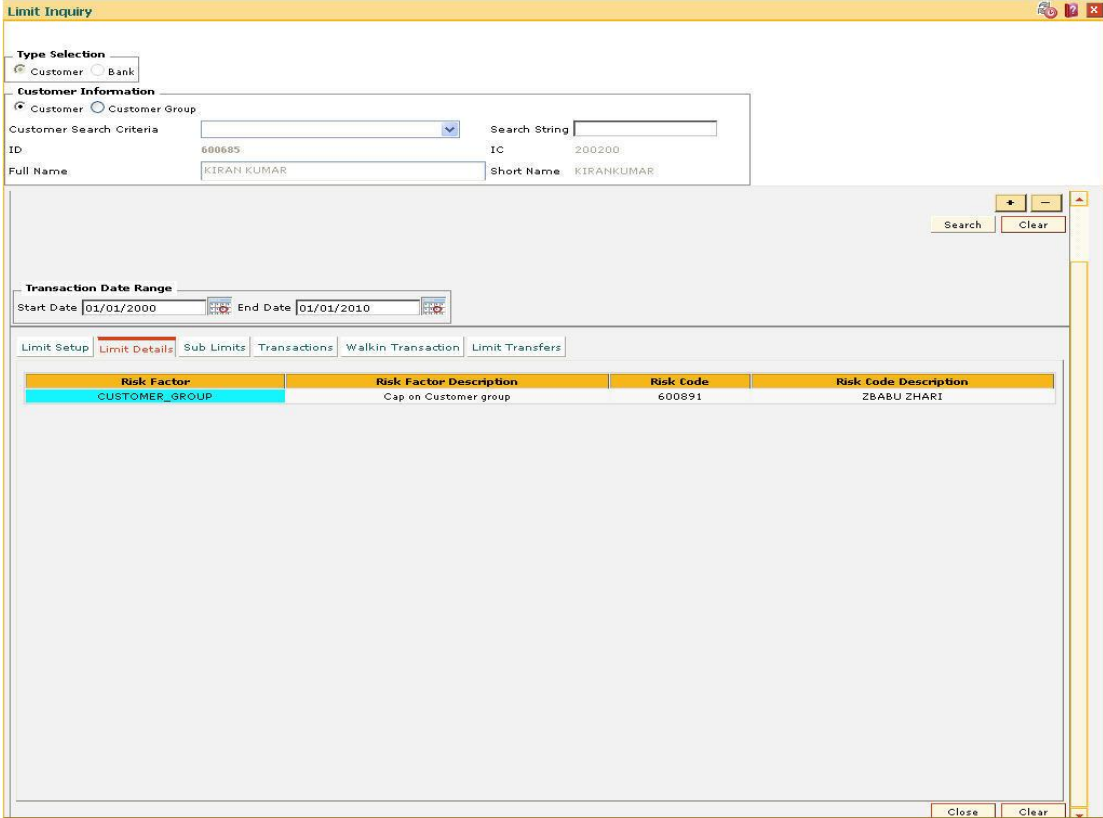 Limit Inquiry
Type Selection
Customer Bank
Customer Information
Customer Customer Group
Customer Search Criteria Search String
ID 600685 IC 200200
Full Name KIRAN KUMAR Short Name KIRANKUMAR
+ -
Search Clear
Transaction Date Range
Start Date 01/01/2000 End Date 01/01/2010
Limit Setup Limit Details Sub Limits Transactions Walkin Transaction Limit Transfers
Risk Factor Risk Factor Description Risk Code Risk Code Description
CUSTOMER_GROUP Cap on Customer group 600891 ZBABU ZHARI
Close Clear